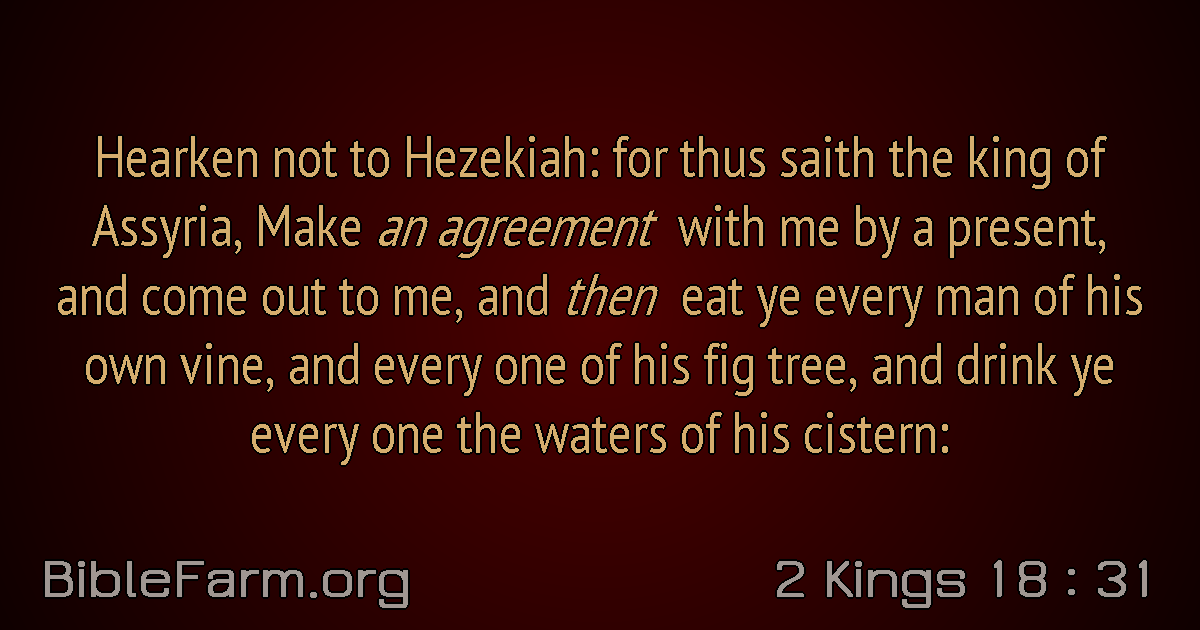 Hearken not to Hezekiah: for thus saith the king of
Assyria, Make an agreement with me by a present,
and come out to me, and then eat ye every man of his
own vine, and every one of his fig tree, and drink ye
every one the waters of his cistern:
BibleFarm.org
2 Kings 18 : 31